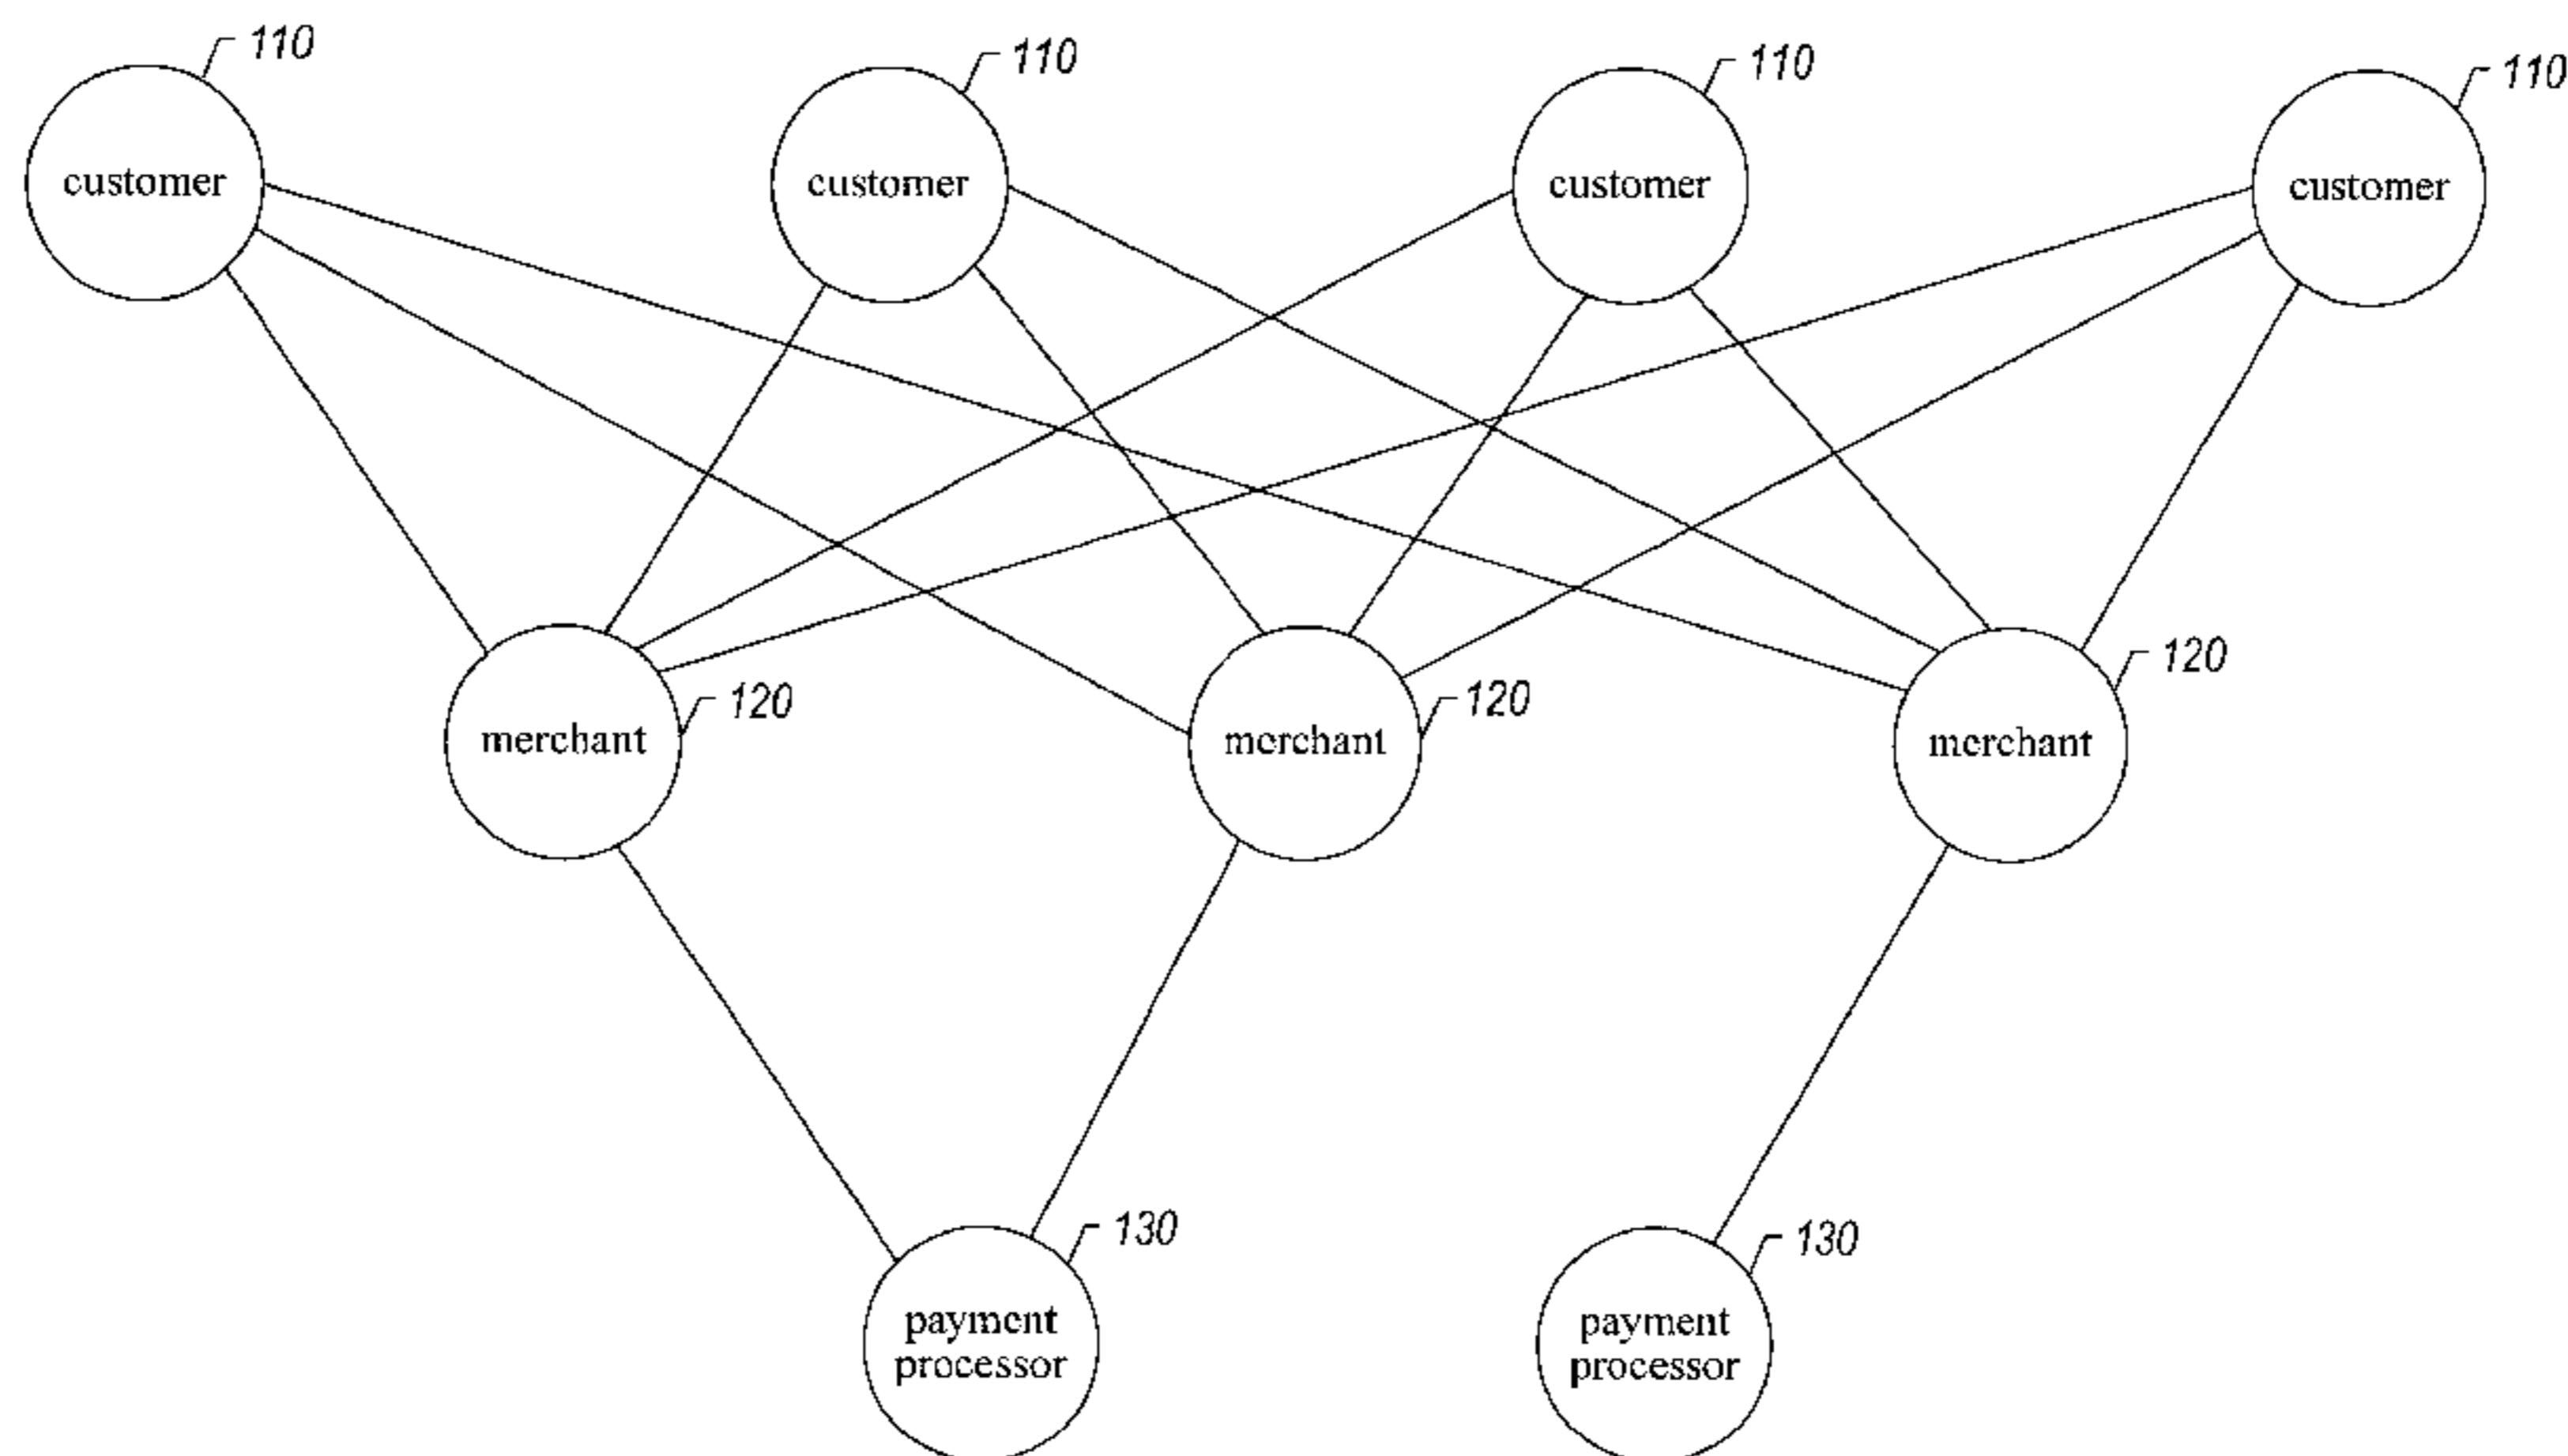 110
110
110
110
customer
customer
customer
customer
120
120
120
merchant
merchant
merchant
130
130
payment
processor
payment
processor